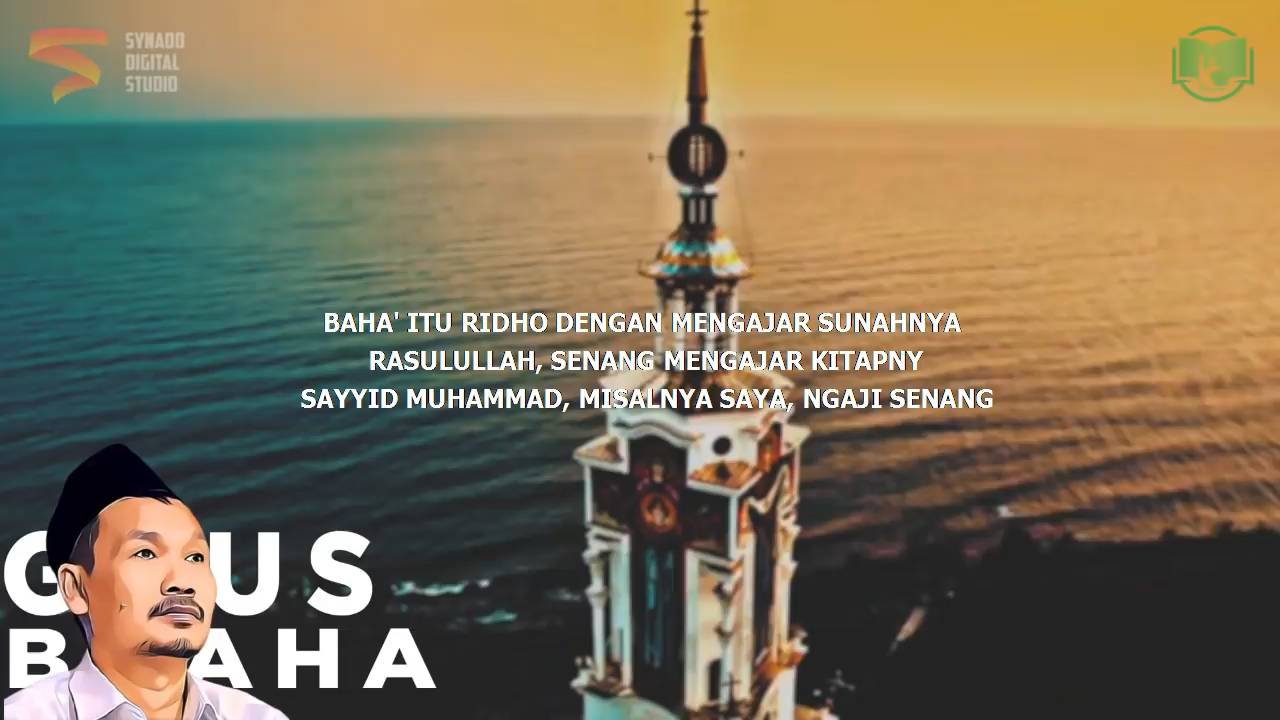 SYNADO
DIGITAL
STUDIO
BAHA' ITU RIDHO DENGAN MENGAJAR SUNAHNYA
RASULULLAH, SENANG MENGAJAR KITAPNY
SAYYID MUHAMMAD, MISALNYA SAYA, NGAJI SENANG
GUS
BAHA